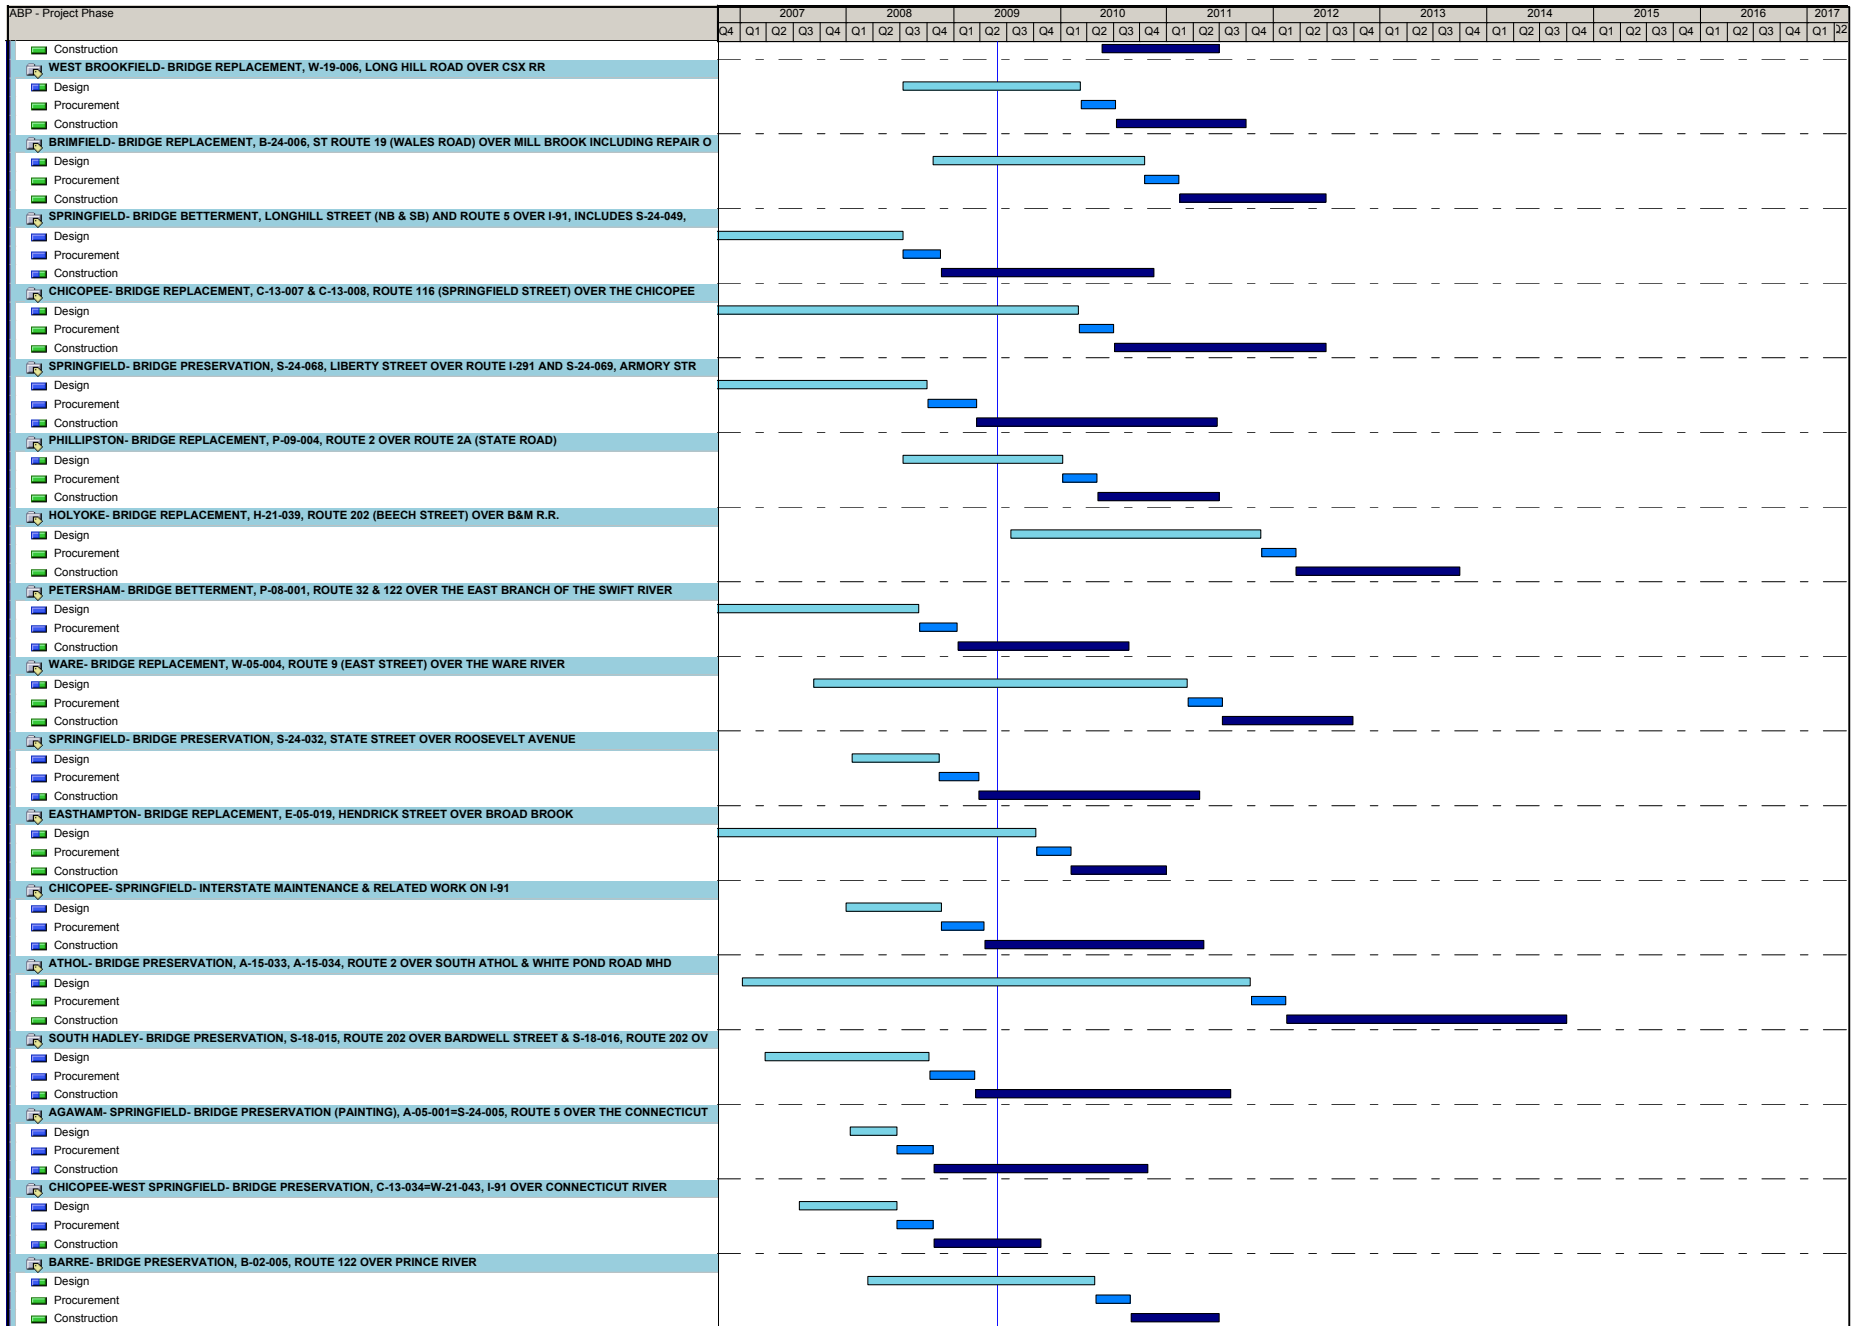 ABP - Project Phase
2007 2008 2009 2010 2011 2012 2013 2014 2015 2016 2017
Q4 Q1 Q2 Q3 Q4 Q1 Q2 Q3 Q4 Q1 Q2 Q3 Q4 Q1 Q2 Q3 Q4 Q1 Q2 Q3 Q4 Q1 Q2 Q3 Q4 Q1 Q2 Q3 Q4 Q1 Q2 Q3 Q4 Q1 Q2 Q3 Q4 Q1 Q2 Q3 Q4 Q1
Construction
WEST BROOKFIELD- BRIDGE REPLACEMENT, W-19-006, LONG HILL ROAD OVER CSX RR
Design
Procurement
Construction
BRIMFIELD- BRIDGE REPLACEMENT, B-24-006, ST ROUTE 19 (WALES ROAD) OVER MILL BROOK INCLUDING REPAIR O
Design
Procurement
Construction
SPRINGFIELD- BRIDGE BETTERMENT, LONGHILL STREET (NB & SB) AND ROUTE 5 OVER I-91, INCLUDES S-24-049,
Design
Procurement
Construction
CHICOPEE- BRIDGE REPLACEMENT, C-13-007 & C-13-008, ROUTE 116 (SPRINGFIELD STREET) OVER THE CHICOPEE
Design
Procurement
Construction
SPRINGFIELD- BRIDGE PRESERVATION, S-24-068, LIBERTY STREET OVER ROUTE I-291 AND S-24-069, ARMORY STR
Design
Procurement
Construction
PHILLIPSTON- BRIDGE REPLACEMENT, P-09-004, ROUTE 2 OVER ROUTE 2A (STATE ROAD)
Design
Procurement
Construction
HOLYOKE- BRIDGE REPLACEMENT, H-21-039, ROUTE 202 (BEECH STREET) OVER B&M R.R.
Design
Procurement
Construction
PETERSHAM- BRIDGE BETTERMENT, P-08-001, ROUTE 32 & 122 OVER THE EAST BRANCH OF THE SWIFT RIVER
Design
Procurement
Construction
WARE- BRIDGE REPLACEMENT, W-05-004, ROUTE 9 (EAST STREET) OVER THE WARE RIVER
Design
Procurement
Construction
SPRINGFIELD- BRIDGE PRESERVATION, S-24-032, STATE STREET OVER ROOSEVELT AVENUE
Design
Procurement
Construction
EASTHAMPTON- BRIDGE REPLACEMENT, E-05-019, HENDRICK STREET OVER BROAD BROOK
Design
Procurement
Construction
CHICOPEE- SPRINGFIELD- INTERSTATE MAINTENANCE & RELATED WORK ON I-91
Design
Procurement
Construction
ATHOL- BRIDGE PRESERVATION, A-15-033, A-15-034, ROUTE 2 OVER SOUTH ATHOL & WHITE POND ROAD MHD
Design
Procurement
Construction
SOUTH HADLEY- BRIDGE PRESERVATION, S-18-015, ROUTE 202 OVER BARDWELL STREET & S-18-016, ROUTE 202 OV
Design
Procurement
Construction
AGAWAM- SPRINGFIELD- BRIDGE PRESERVATION (PAINTING), A-05-001=S-24-005, ROUTE 5 OVER THE CONNECTICUT
Design
Procurement
Construction
CHICOPEE-WEST SPRINGFIELD- BRIDGE PRESERVATION, C-13-034=W-21-043, I-91 OVER CONNECTICUT RIVER
Design
Procurement
Construction
BARRE- BRIDGE PRESERVATION, B-02-005, ROUTE 122 OVER PRINCE RIVER
Design
Procurement
Construction